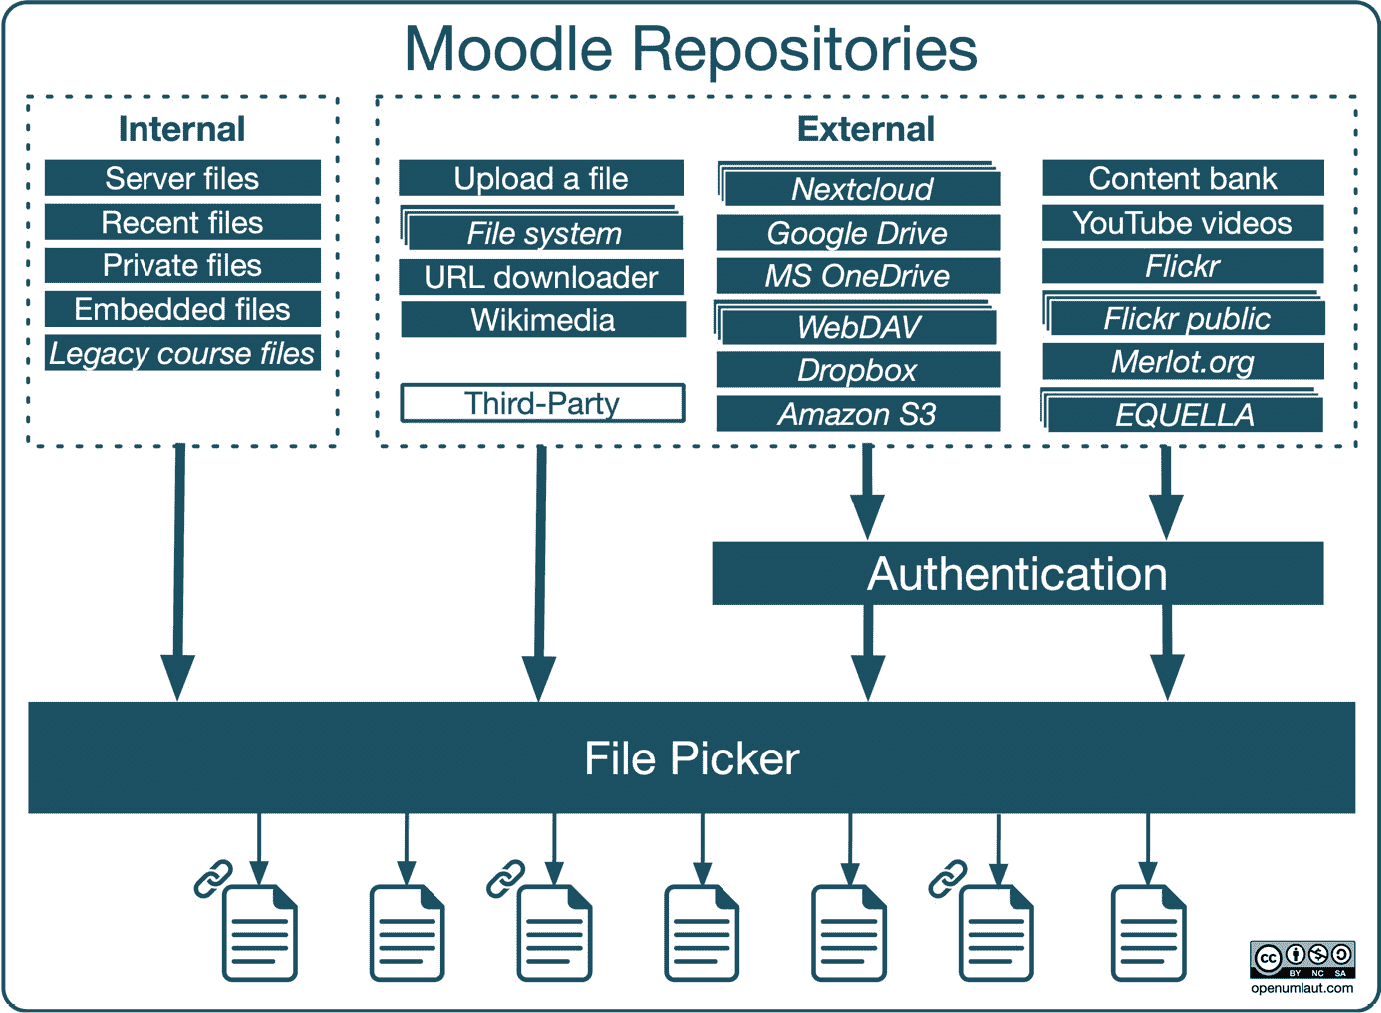 Moodle Repositories
Internal
Server files
Recent files
Private files
Embedded files
Legacy course files
External
Upload a file
File system
URL downloader
Wikimedia
Third-Party
Nextcloud
Google Drive
MS OneDrive
WebDAV
Dropbox
Amazon S3
Content bank
YouTube videos
Flickr
Flickr public
Merlot.org
EQUELLA
Authentication
File Picker
cc
BY NC SA
openumlaut.com